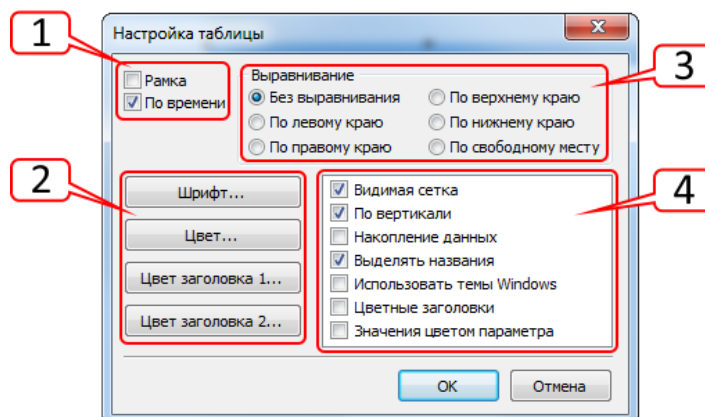 1
Настройка таблицы
Рамка
По времени
Выравнивание
Без выравнивания
По верхнему краю
По левому краю
По нижнему краю
По правому краю
По свободному месту
3
2
Шрифт...
Цвет...
Цвет заголовка 1...
Цвет заголовка 2...
Видимая сетка
По вертикали
Накопление данных
Выделять названия
Использовать темы Windows
Цветные заголовки
Значения цветом параметра
4
ОК
Отмена